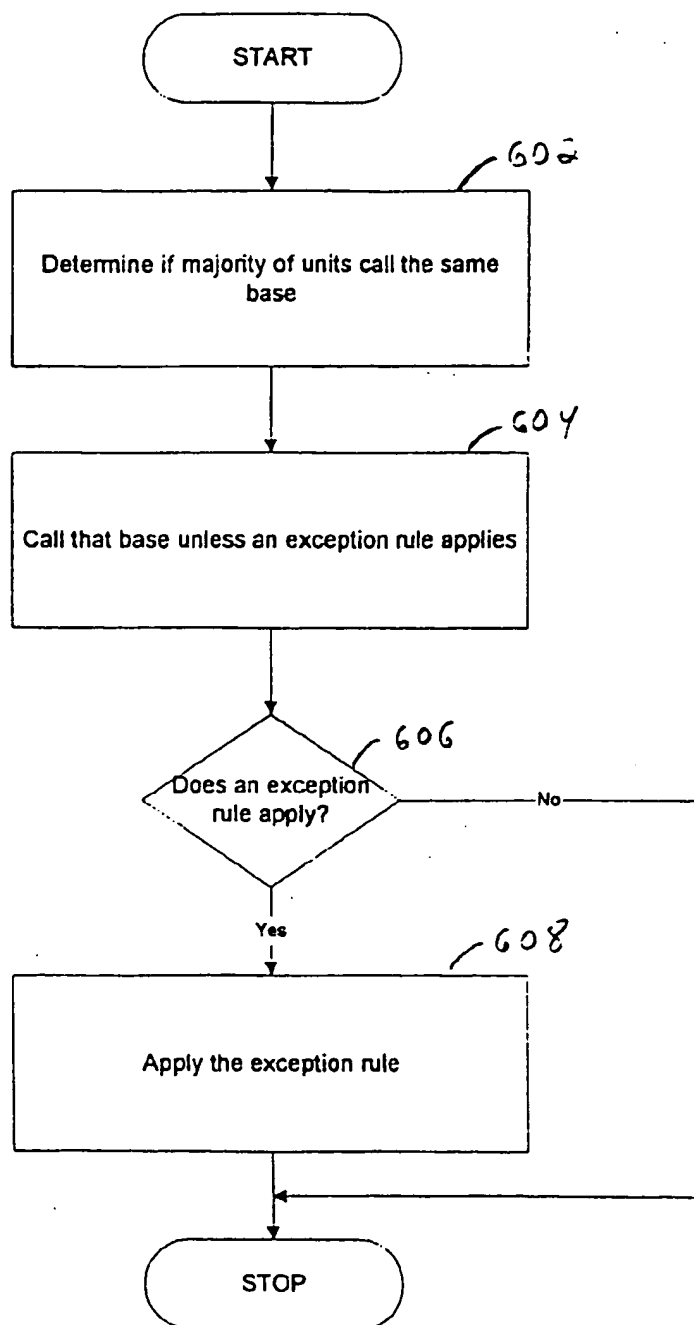 START
602
Determine if majority of units call the same
base
604
Call that base unless an exception rule applies
606
Does an exception
rule apply?
No
Yes
608
Apply the exception rule
STOP